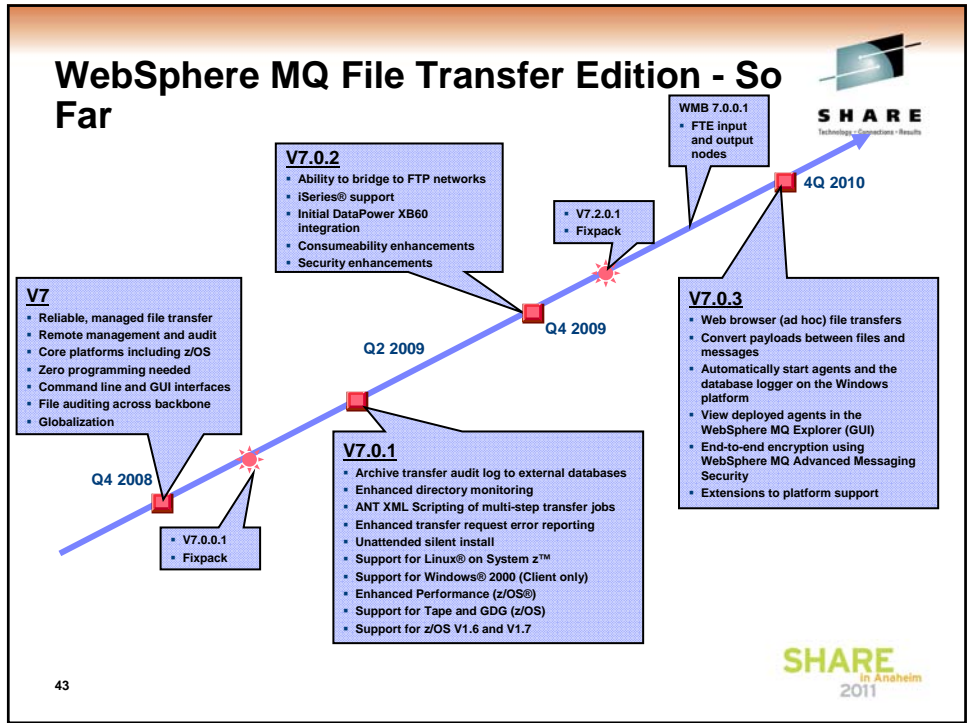 WebSphere MQ File Transfer Edition - So
Far
SHARE
Technology · Connections · Results
WMB 7.0.0.1
▪ FTE input
and output
nodes
V7.0.2
▪ Ability to bridge to FTP networks
▪ iSeries® support
▪ Initial DataPower XB60
integration
▪ Consumeability enhancements
▪ Security enhancements
4Q 2010
▪ V7.2.0.1
▪ Fixpack
V7
▪ Reliable, managed file transfer
▪ Remote management and audit
▪ Core platforms including z/OS
▪ Zero programming needed
▪ Command line and GUI interfaces
▪ File auditing across backbone
▪ Globalization
V7.0.3
▪ Web browser (ad hoc) file transfers
▪ Convert payloads between files and
messages
▪ Automatically start agents and the
database logger on the Windows
platform
▪ View deployed agents in the
WebSphere MQ Explorer (GUI)
▪ End-to-end encryption using
WebSphere MQ Advanced Messaging
Security
▪ Extensions to platform support
Q4 2009
Q2 2009
Q4 2008
V7.0.1
▪ Archive transfer audit log to external databases
▪ Enhanced directory monitoring
▪ ANT XML Scripting of multi-step transfer jobs
▪ Enhanced transfer request error reporting
▪ Unattended silent install
▪ Support for Linux® on System z™
▪ Support for Windows® 2000 (Client only)
▪ Enhanced Performance (z/OS®)
▪ Support for Tape and GDG (z/OS)
▪ Support for z/OS V1.6 and V1.7
▪ V7.0.0.1
▪ Fixpack
43
SHARE
in Anaheim
2011